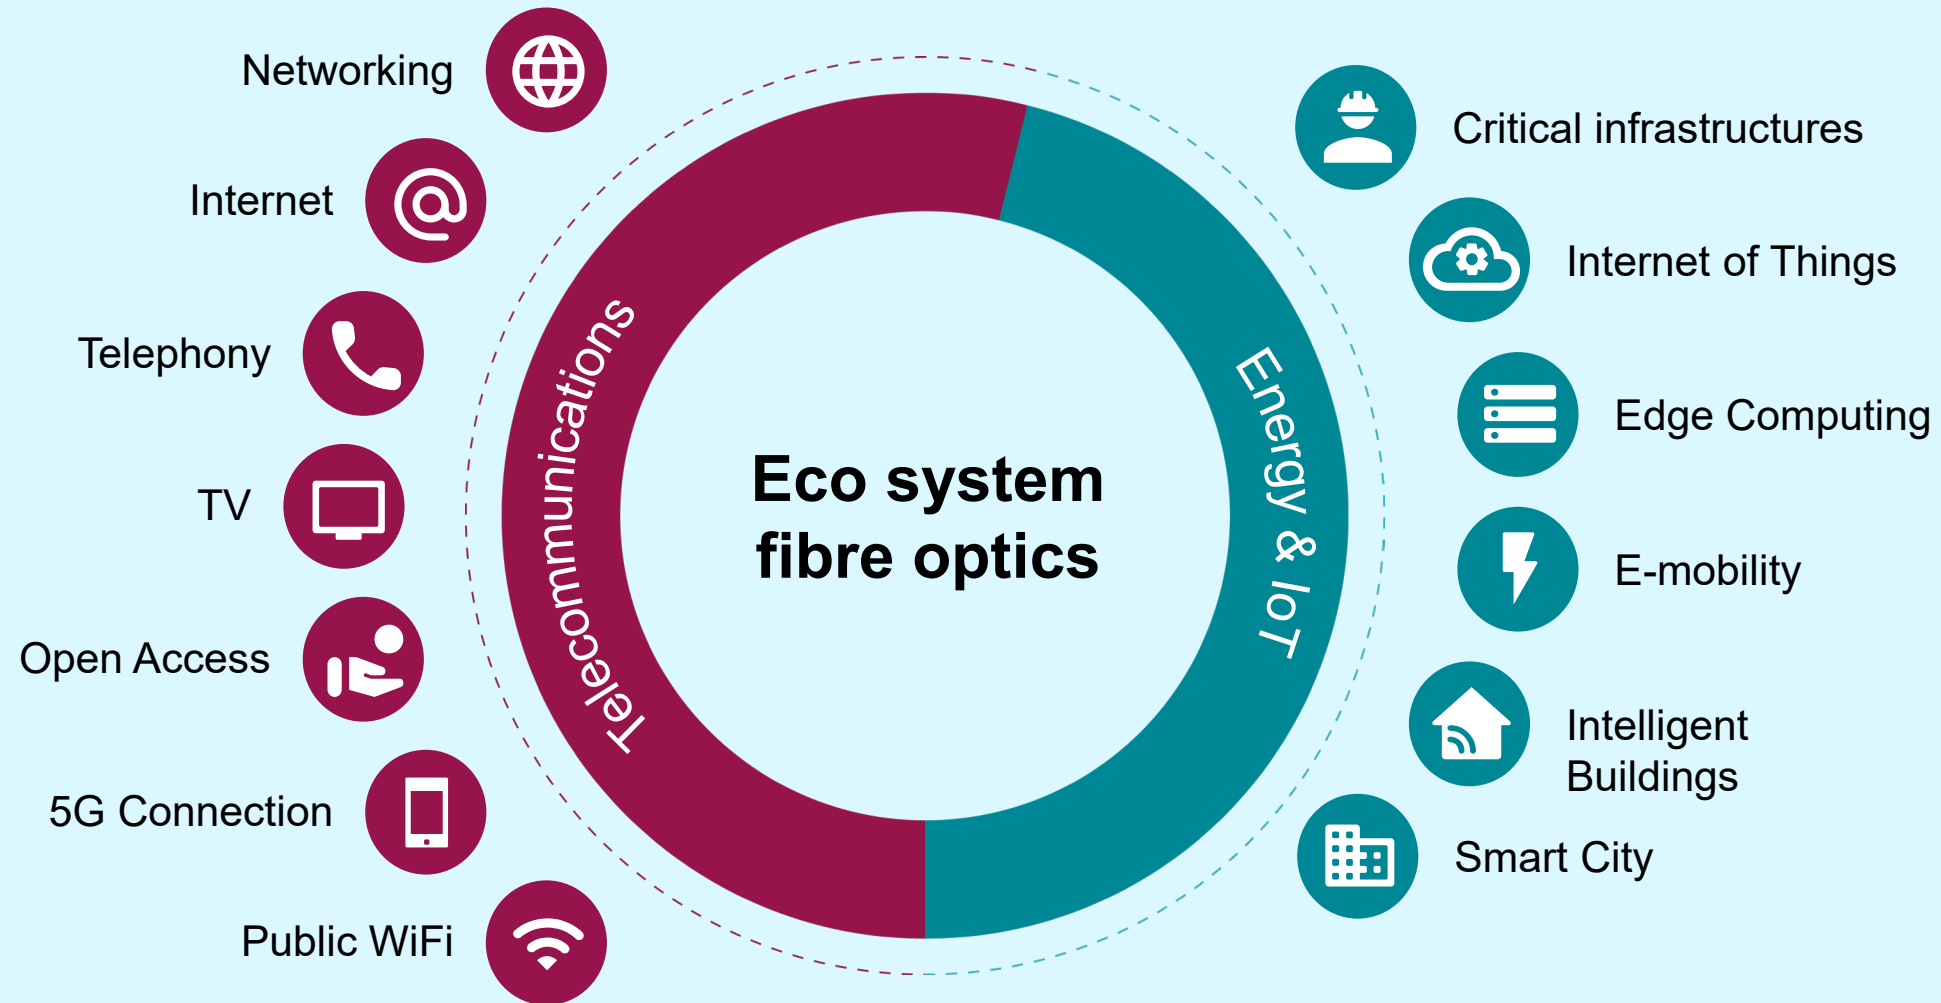 Networking
Internet
Telephony
TV
Open Access
5G Connection
Public WiFi
Telecommunications
Eco system
fibre optics
Energy & IoT
Critical infrastructures
Internet of Things
Edge Computing
E-mobility
Intelligent
Buildings
Smart City